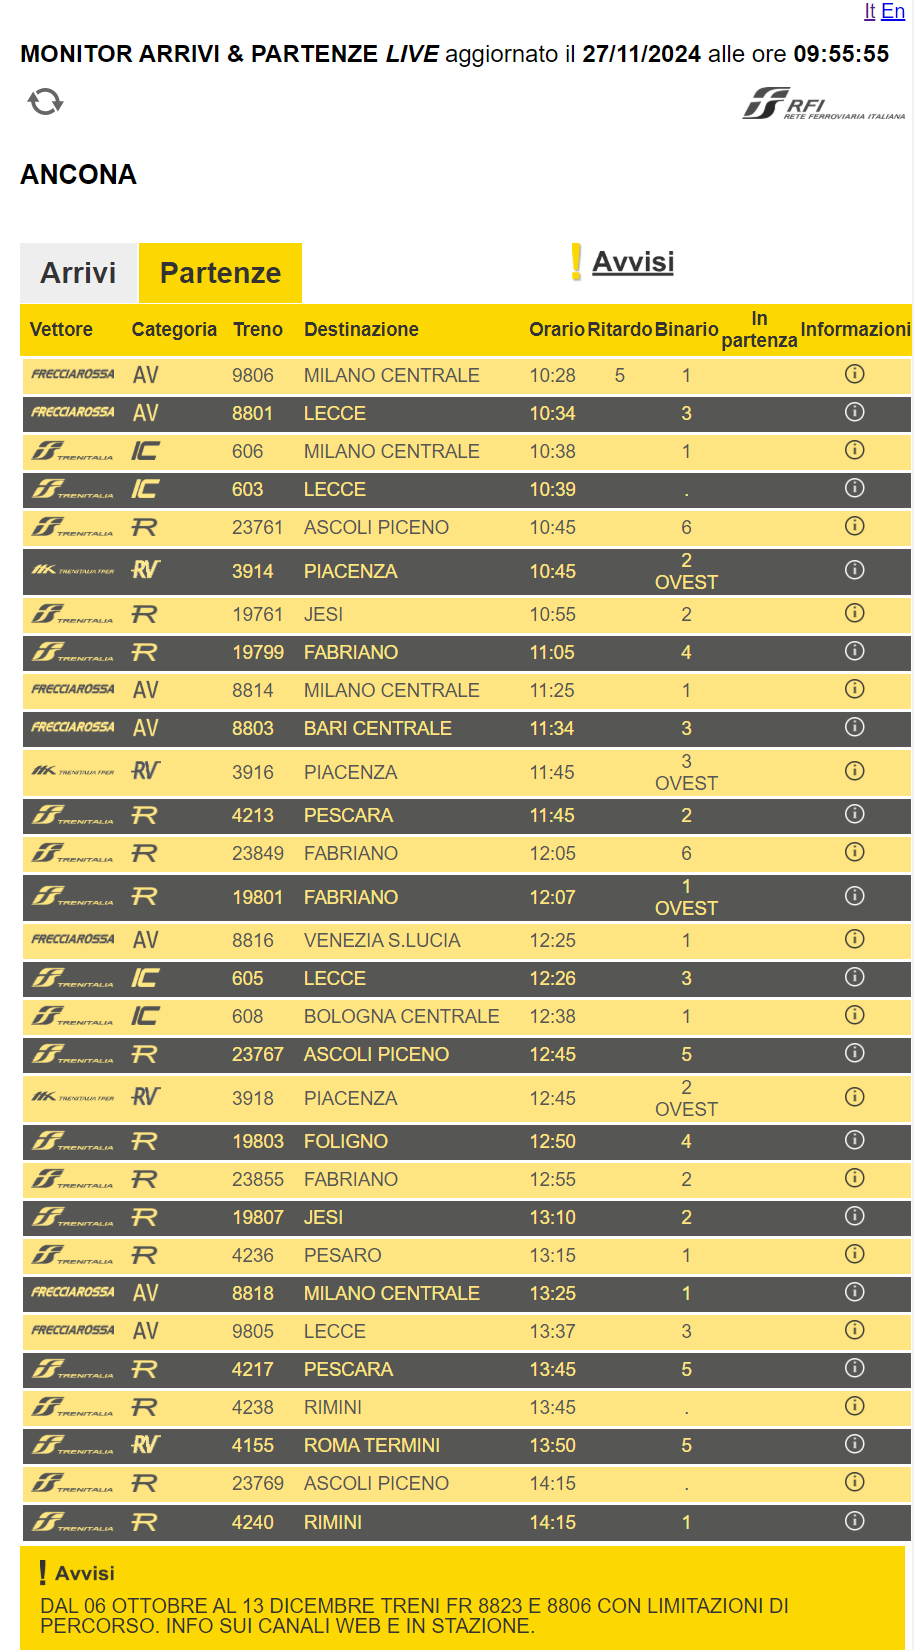 It En
MONITOR ARRIVI & PARTENZE LIVE aggiornato il 27/11/2024 alle ore 09:55:55
RFI
RETE FERROVIARIA ITALIANA
ANCONA
Arrivi Partenze ! Avvisi
Vettore Categoria Treno Destinazione Orario Ritardo Binario In partenza Informazioni
FRECCIAROSSA AV 9806 MILANO CENTRALE 10:28 5 1
FRECCIAROSSA AV 8801 LECCE 10:34 3
TRENITALIA IC 606 MILANO CENTRALE 10:38 1
TRENITALIA IC 603 LECCE 10:39 .
TRENITALIA R 23761 ASCOLI PICENO 10:45 6
TRENITALIA TPER RV 3914 PIACENZA 10:45 2 OVEST
TRENITALIA R 19761 JESI 10:55 2
TRENITALIA R 19799 FABRIANO 11:05 4
FRECCIAROSSA AV 8814 MILANO CENTRALE 11:25 1
FRECCIAROSSA AV 8803 BARI CENTRALE 11:34 3
TRENITALIA TPER RV 3916 PIACENZA 11:45 3 OVEST
TRENITALIA R 4213 PESCARA 11:45 2
TRENITALIA R 23849 FABRIANO 12:05 6
TRENITALIA R 19801 FABRIANO 12:07 1 OVEST
FRECCIAROSSA AV 8816 VENEZIA S.LUCIA 12:25 1
TRENITALIA IC 605 LECCE 12:26 3
TRENITALIA IC 608 BOLOGNA CENTRALE 12:38 1
TRENITALIA R 23767 ASCOLI PICENO 12:45 5
TRENITALIA TPER RV 3918 PIACENZA 12:45 2 OVEST
TRENITALIA R 19803 FOLIGNO 12:50 4
TRENITALIA R 23855 FABRIANO 12:55 2
TRENITALIA R 19807 JESI 13:10 2
TRENITALIA R 4236 PESARO 13:15 1
FRECCIAROSSA AV 8818 MILANO CENTRALE 13:25 1
FRECCIAROSSA AV 9805 LECCE 13:37 3
TRENITALIA R 4217 PESCARA 13:45 5
TRENITALIA R 4238 RIMINI 13:45 .
TRENITALIA RV 4155 ROMA TERMINI 13:50 5
TRENITALIA R 23769 ASCOLI PICENO 14:15 .
TRENITALIA R 4240 RIMINI 14:15 1
! Avvisi
DAL 06 OTTOBRE AL 13 DICEMBRE TRENI FR 8823 E 8806 CON LIMITAZIONI DI
PERCORSO. INFO SUI CANALI WEB E IN STAZIONE.